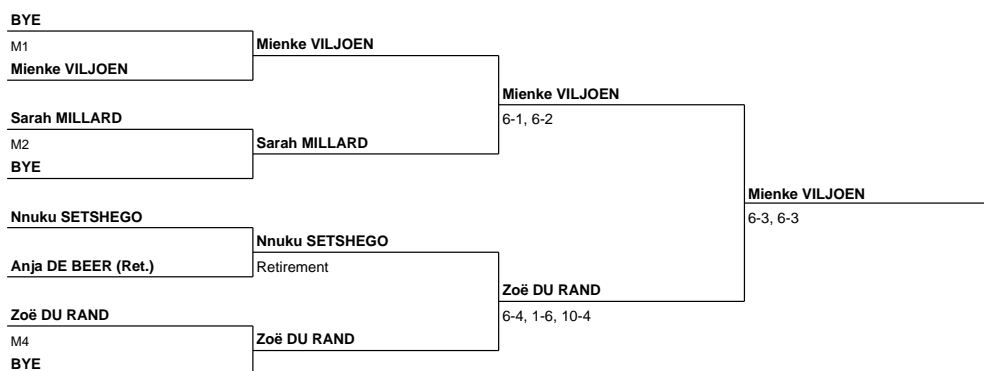 BYE
M1
Mienke VILJOEN
Sarah MILLARD
M2
BYE
Nnuku SETSHEGO
Anja DE BEER (Ret.)
Zoë DU RAND
M4
BYE
Mienke VILJOEN
Sarah MILLARD
Nnuku SETSHEGO
Retirement
Zoë DU RAND
Mienke VILJOEN
6-1, 6-2
Zoë DU RAND
6-4, 1-6, 10-4
Mienke VILJOEN
6-3, 6-3